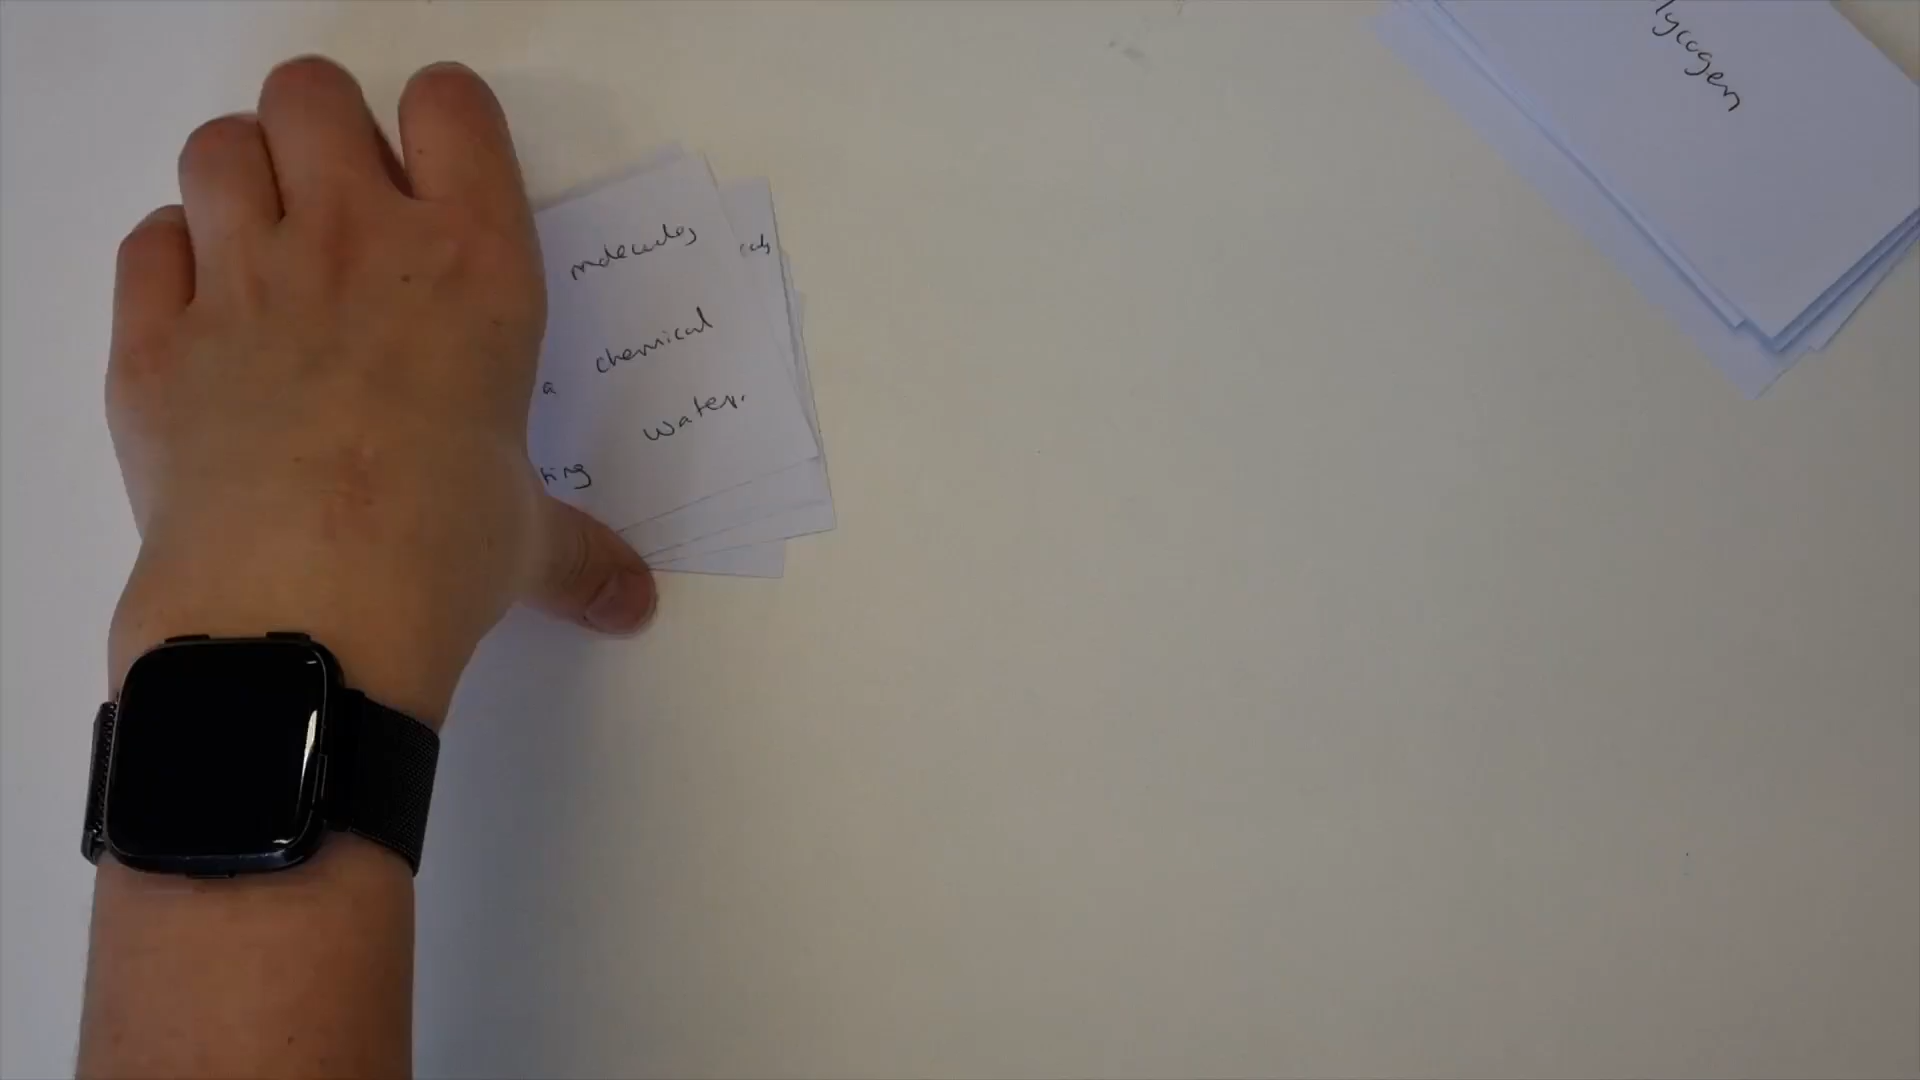 molecules
a chemical
ting water.
lycogen